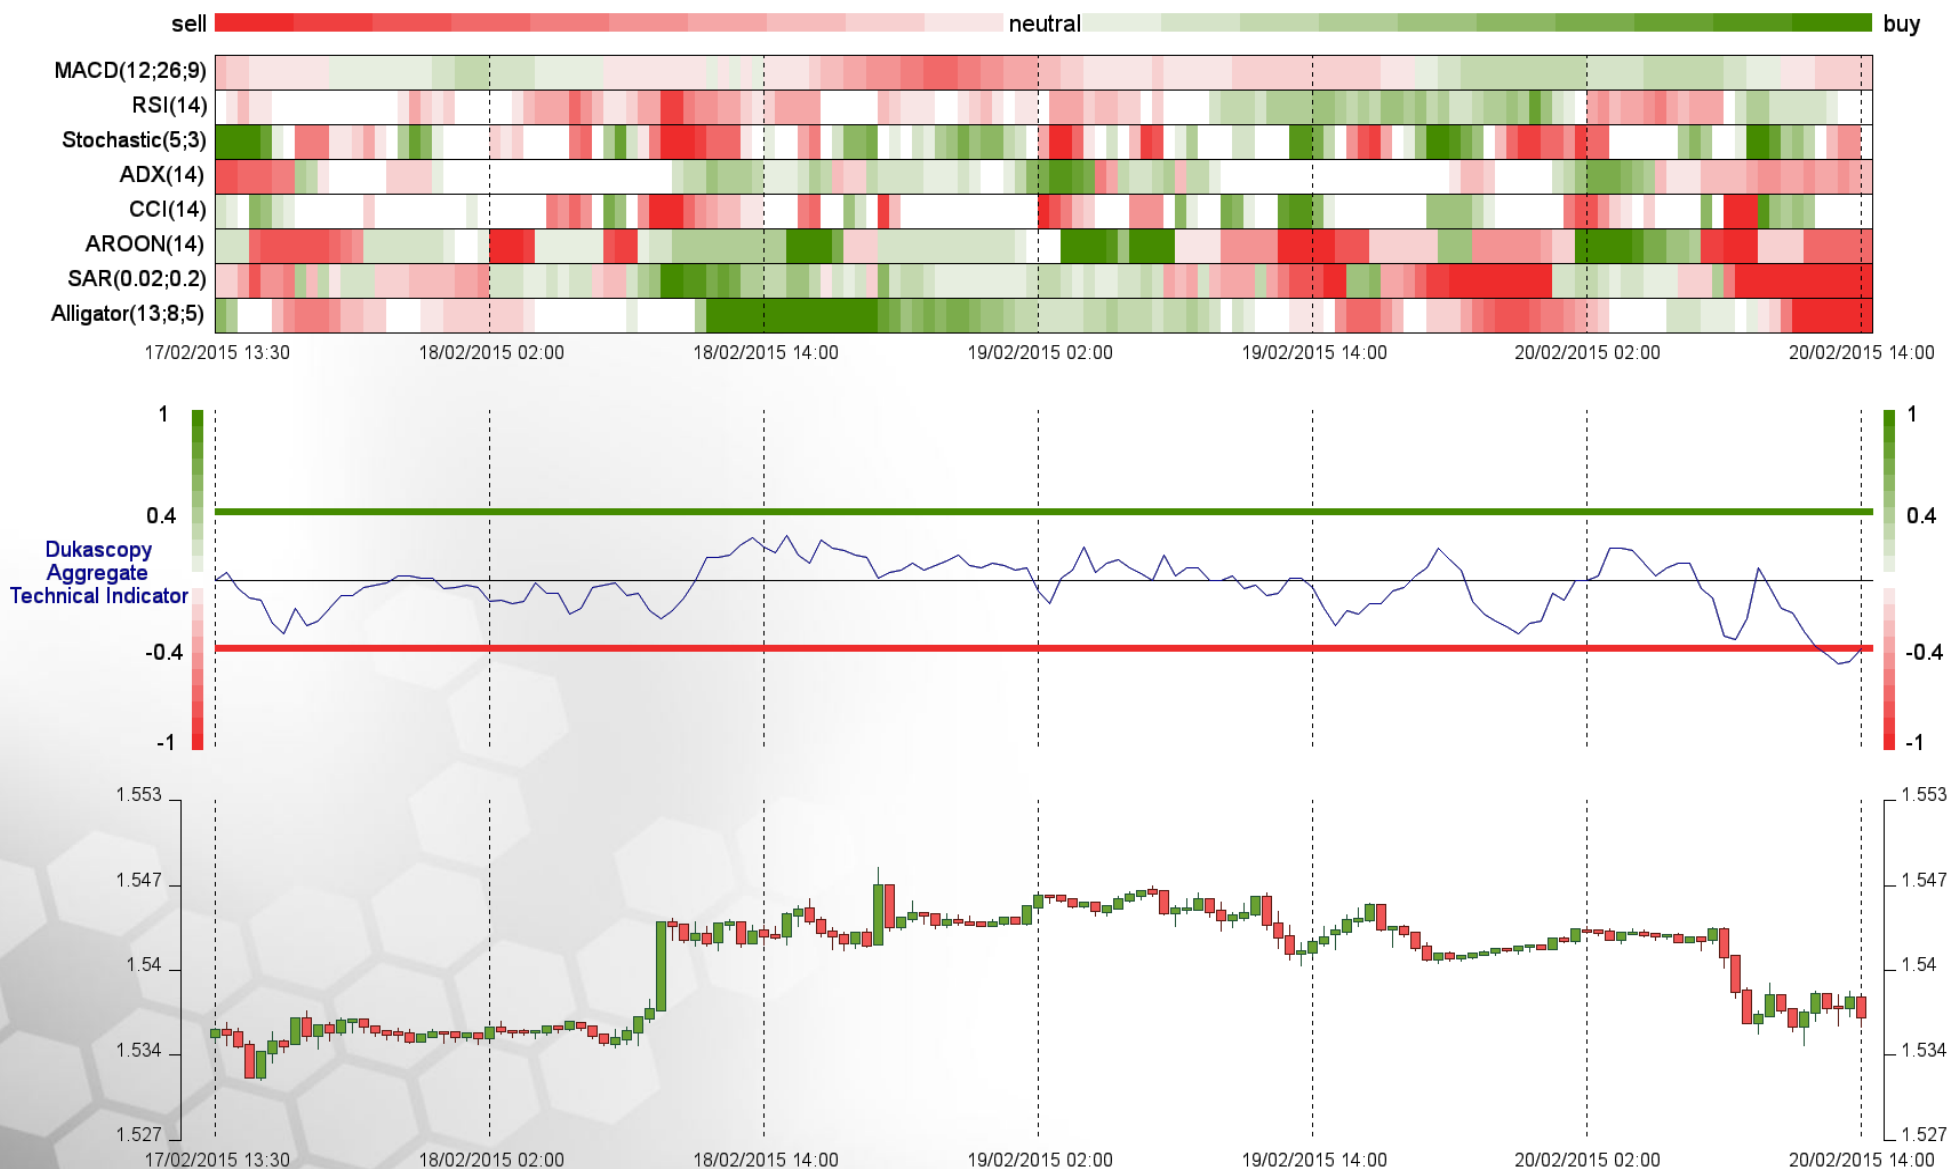 sell neutral buy
MACD(12;26;9)
RSI(14)
Stochastic(5;3)
ADX(14)
CCI(14)
AROON(14)
SAR(0.02;0.2)
Alligator(13;8;5)
17/02/2015 13:30 18/02/2015 02:00 18/02/2015 14:00 19/02/2015 02:00 19/02/2015 14:00 20/02/2015 02:00 20/02/2015 14:00
1 1
0.4 0.4
Dukascopy
Aggregate
Technical Indicator
-0.4 -0.4
-1 -1
1.553 1.553
1.547 1.547
1.54 1.54
1.534 1.534
1.527 1.527
17/02/2015 13:30 18/02/2015 02:00 18/02/2015 14:00 19/02/2015 02:00 19/02/2015 14:00 20/02/2015 02:00 20/02/2015 14:00